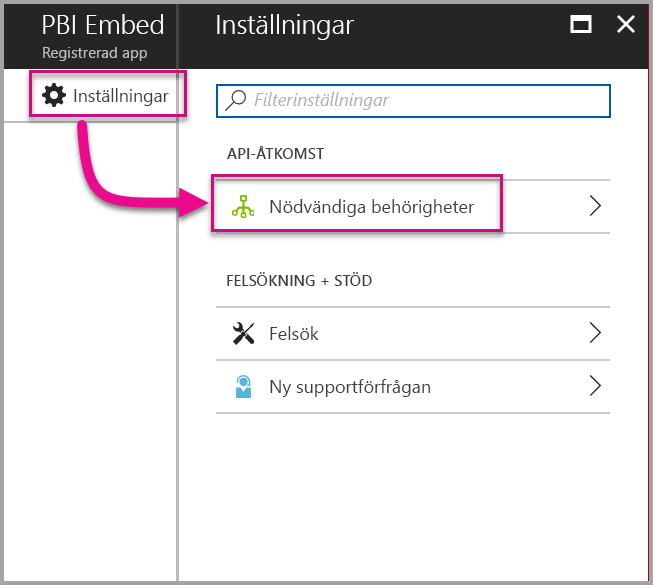 PBI Embed
Registrerad app
Inställningar
Inställningar
Filterinställningar
API-ÅTKOMST
Nödvändiga behörigheter
FELSÖKNING + STÖD
Felsök
Ny supportförfrågan